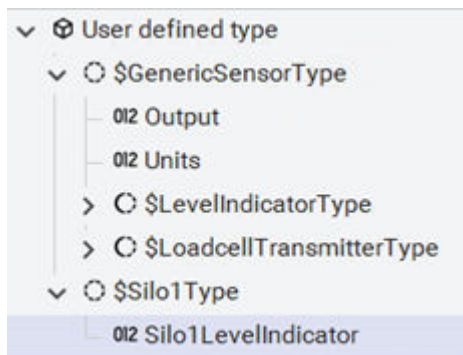 User defined type
$GenericSensorType
012 Output
012 Units
$LevelIndicatorType
$LoadcellTransmitterType
$Silo1Type
012 Silo1LevelIndicator